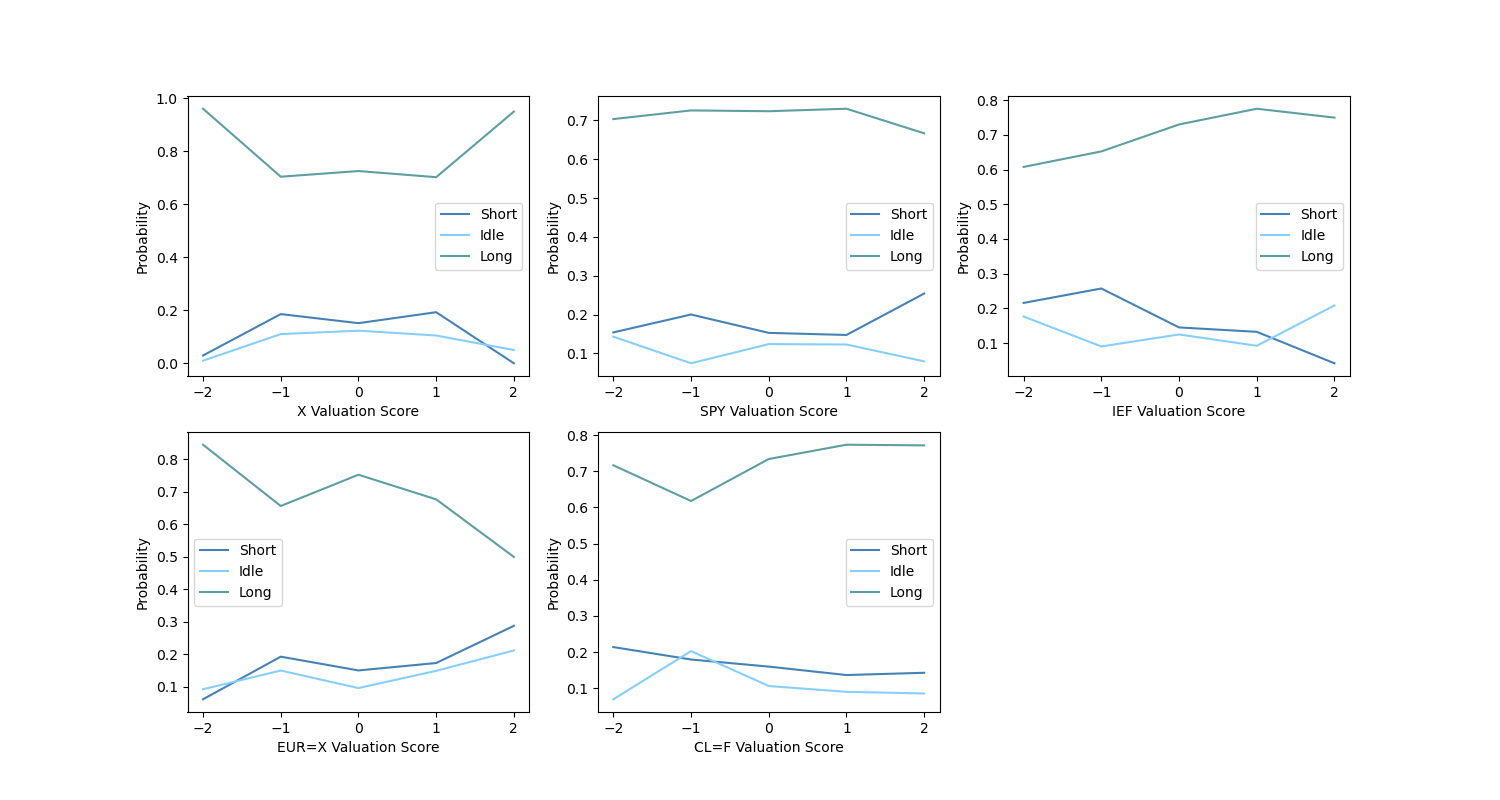 1.0
0.8
0.6
0.4
0.2
0.0
Probability
−2 −1 0 1 2
X Valuation Score
Short
Idle
Long
0.7
0.6
0.5
0.4
0.3
0.2
0.1
Probability
−2 −1 0 1 2
SPY Valuation Score
Short
Idle
Long
0.8
0.7
0.6
0.5
0.4
0.3
0.2
0.1
Probability
−2 −1 0 1 2
IEF Valuation Score
Short
Idle
Long
0.8
0.7
0.6
0.5
0.4
0.3
0.2
0.1
Probability
−2 −1 0 1 2
EUR=X Valuation Score
Short
Idle
Long
0.8
0.7
0.6
0.5
0.4
0.3
0.2
0.1
Probability
−2 −1 0 1 2
CL=F Valuation Score
Short
Idle
Long